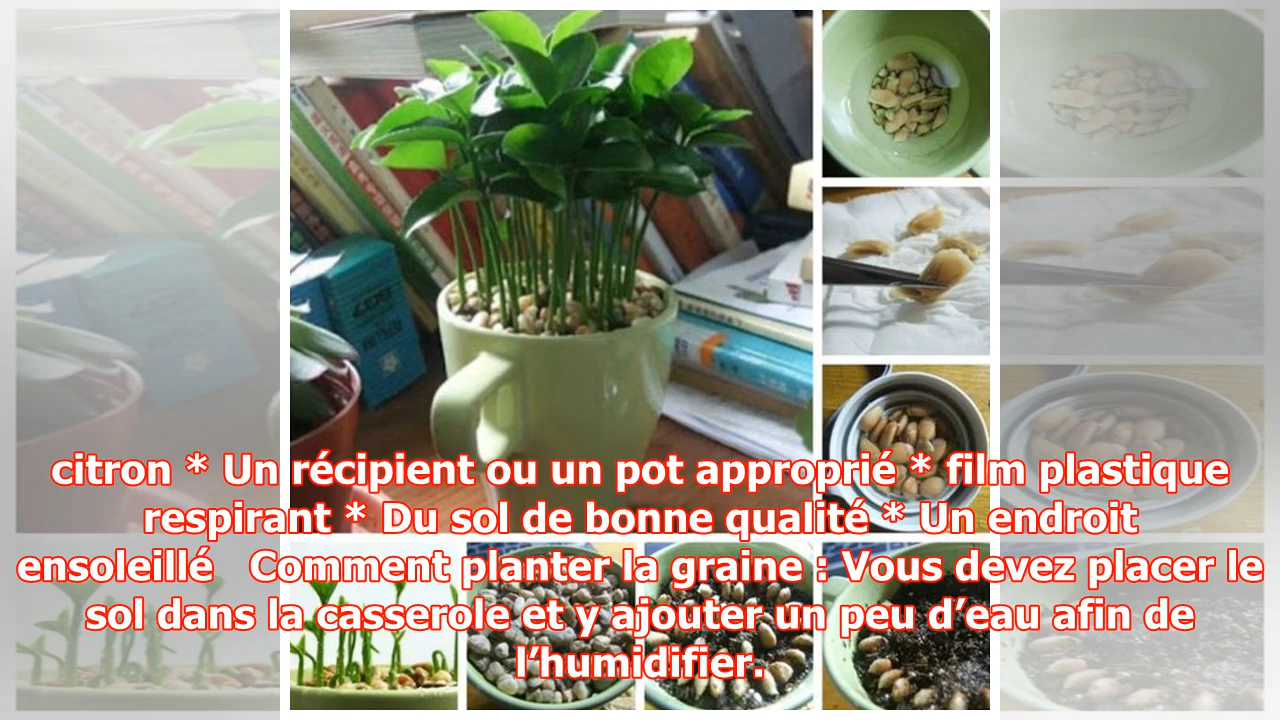 citron * Un récipient ou un pot approprié * film plastique
respirant * Du sol de bonne qualité * Un endroit
ensoleillé   Comment planter la graine : Vous devez placer le
sol dans la casserole et y ajouter un peu d’eau afin de
l’humidifier.